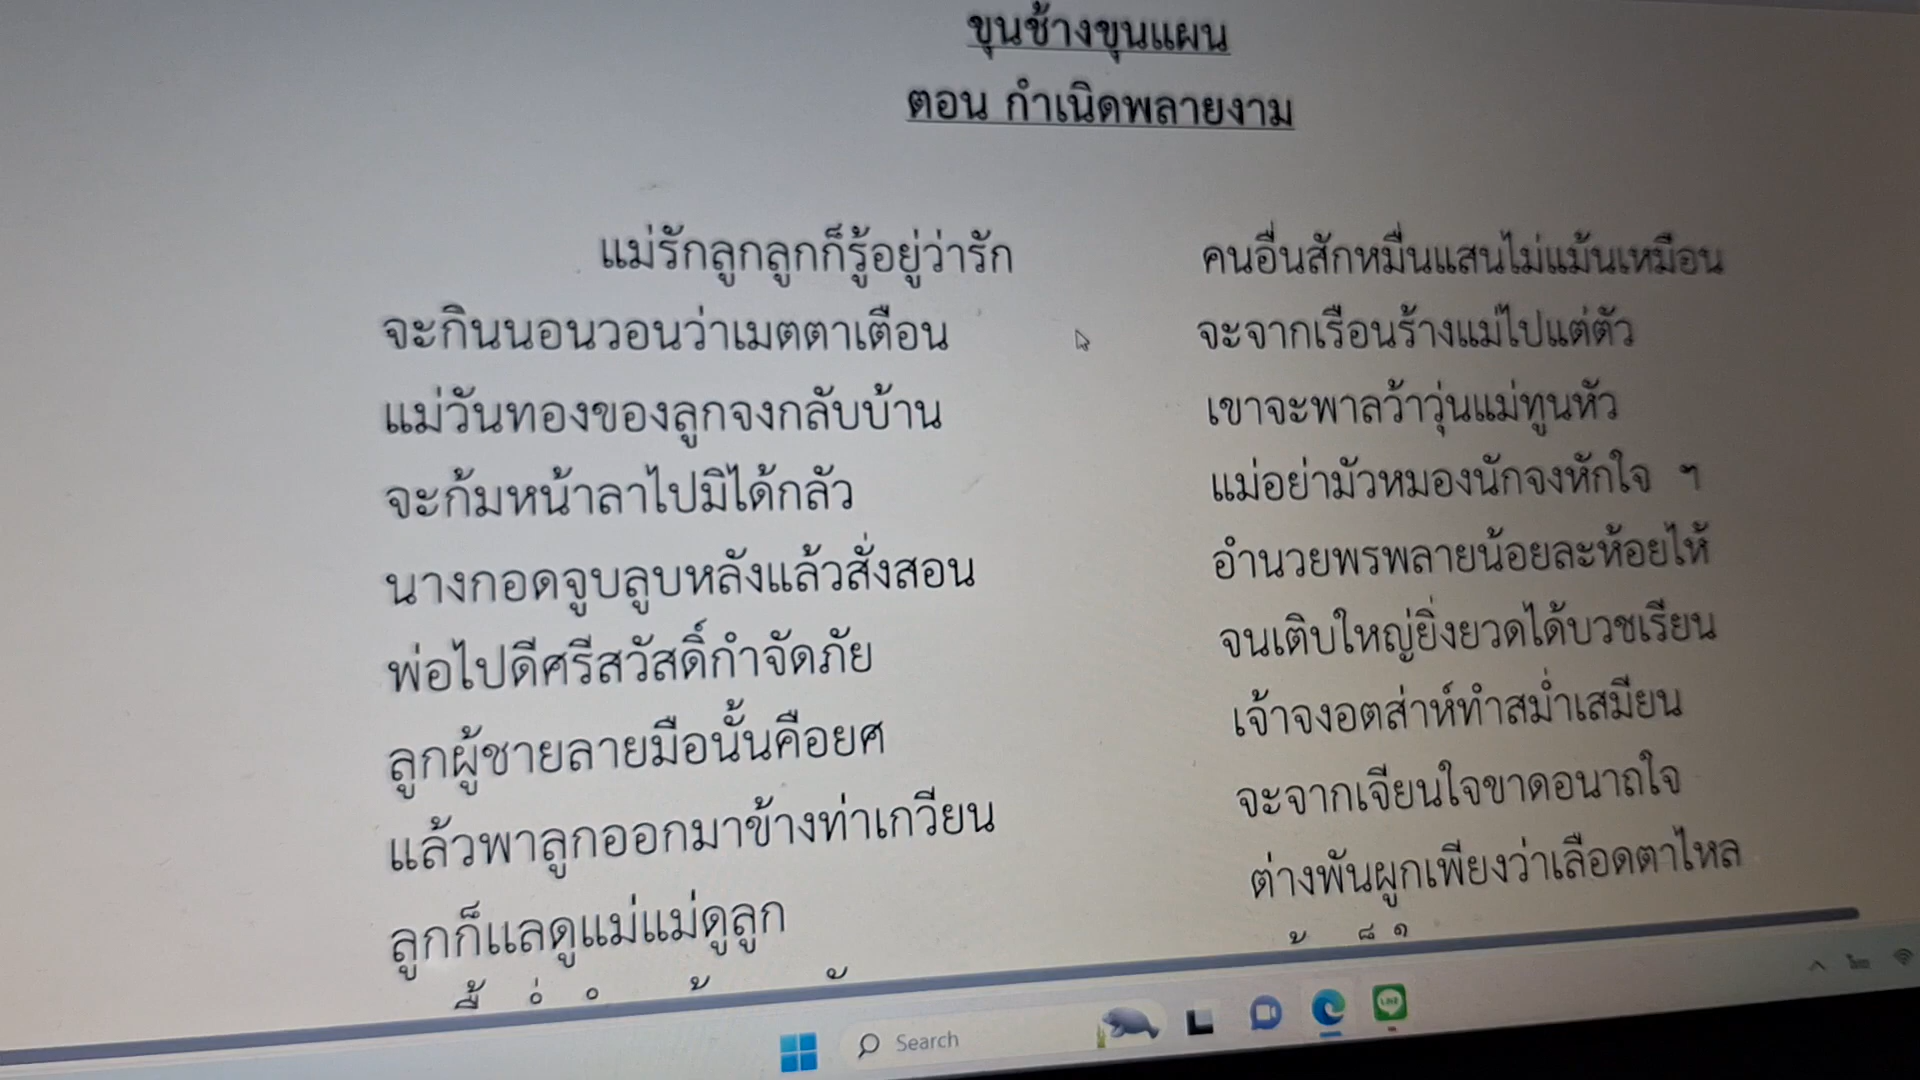 ขุนช้างขุนแผน
ตอน กำเนิดพลายงาม
แม่รักลูกลูกก็รู้อยู่ว่ารัก คนอื่นสักหมื่นแสนไม่แม้นเหมือน
จะกินนอนวอนว่าเมตตาเตือน จะจากเรือนร้างแม่ไปแต่ตัว
แม่วันทองของลูกจงกลับบ้าน เขาจะพาลว้าวุ่นแม่ทูนหัว
จะก้มหน้าลาไปมิได้กลัว แม่อย่ามัวหมองนักจงหักใจ ฯ
นางกอดจูบลูบหลังแล้วสั่งสอน อำนวยพรพลายน้อยละห้อยไห้
พ่อไปดีศรีสวัสดิ์กำจัดภัย จนเติบใหญ่ยิ่งยวดได้บวชเรียน
ลูกผู้ชายลายมือนั้นคือยศ เจ้าจงอตส่าห์ทำสม่ำเสมียน
แล้วพาลูกออกมาข้างท่าเกวียน จะจากเจียนใจขาดอนาถใจ
ลูกก็แลดูแม่แม่ดูลูก ต่างพันผูกเพียงว่าเลือดตาไหล
Search